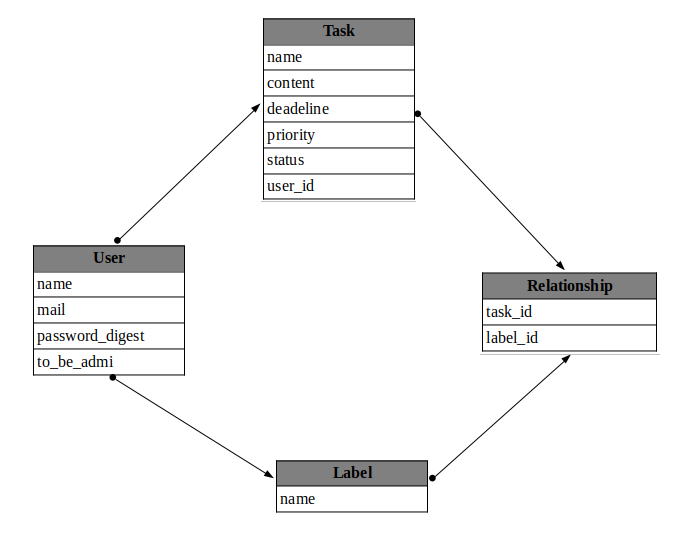 Task
name
content
deadeline
priority
status
user_id
User
name
mail
password_digest
to_be_admi
Relationship
task_id
label_id
Label
name